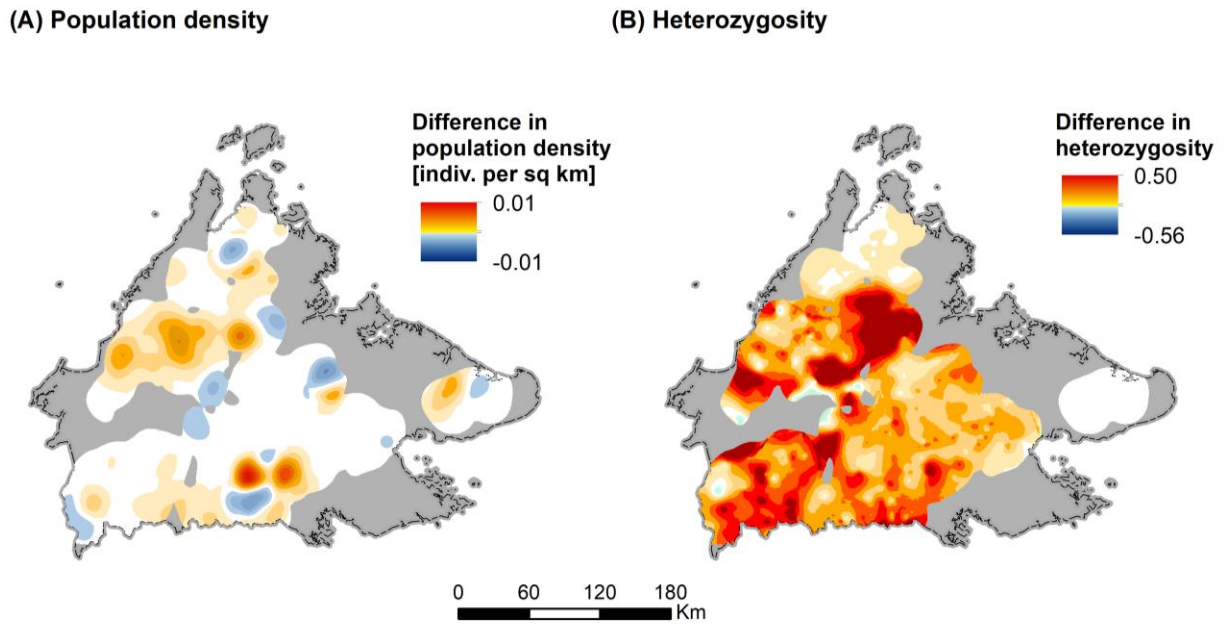 (A) Population density
(B) Heterozygosity
Difference in
population density
[indiv. per sq km]
0.01
-0.01
Difference in
heterozygosity
0.50
-0.56
0 60 120 180
Km